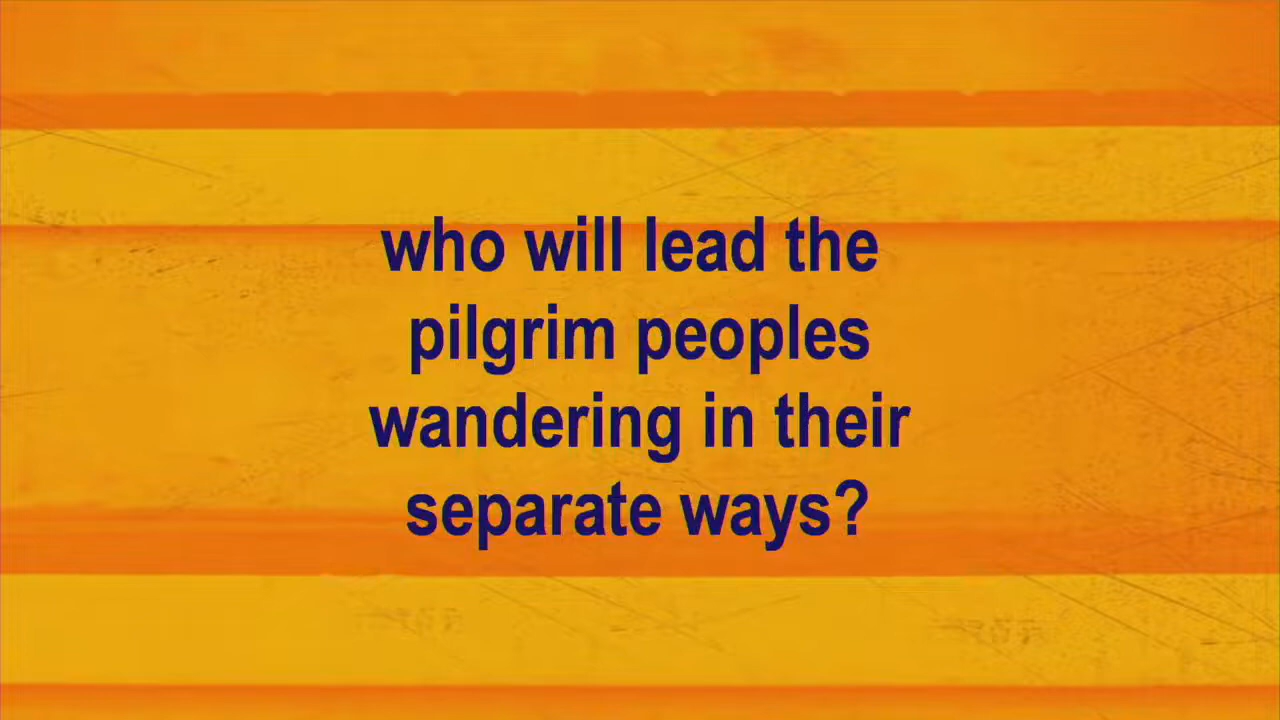 who will lead the
pilgrim peoples
wandering in their
separate ways?